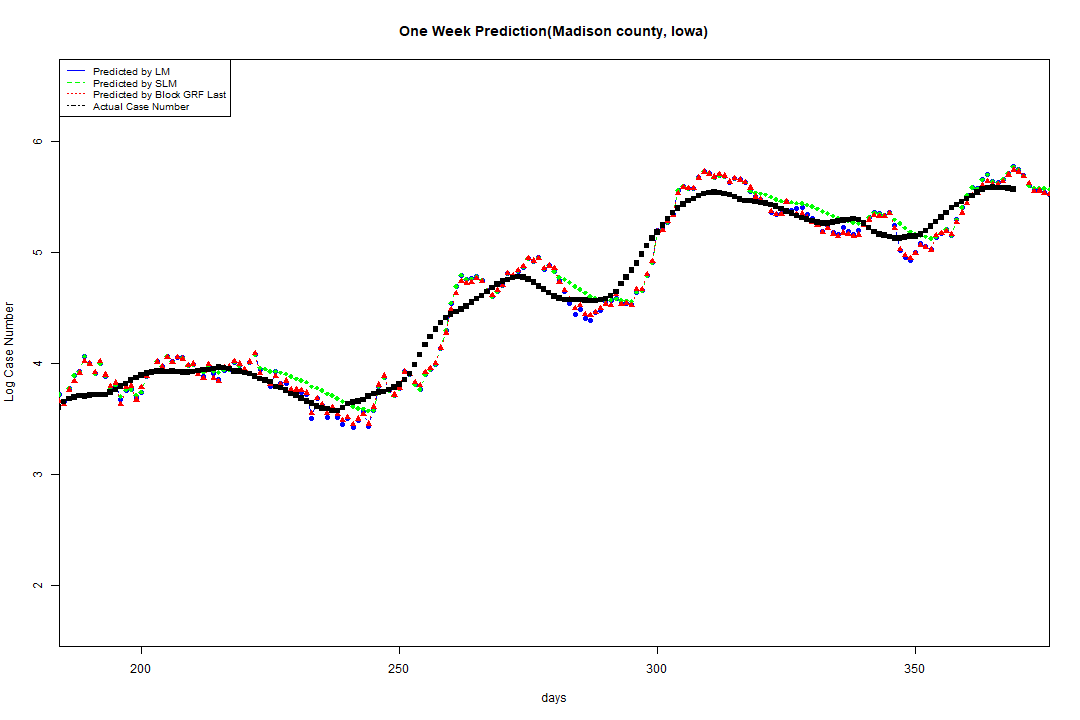 One Week Prediction(Madison county, Iowa)
Predicted by LM
Predicted by SLM
Predicted by Block GRF Last
Actual Case Number
6
5
4
3
2
Log Case Number
200 250 300 350
days